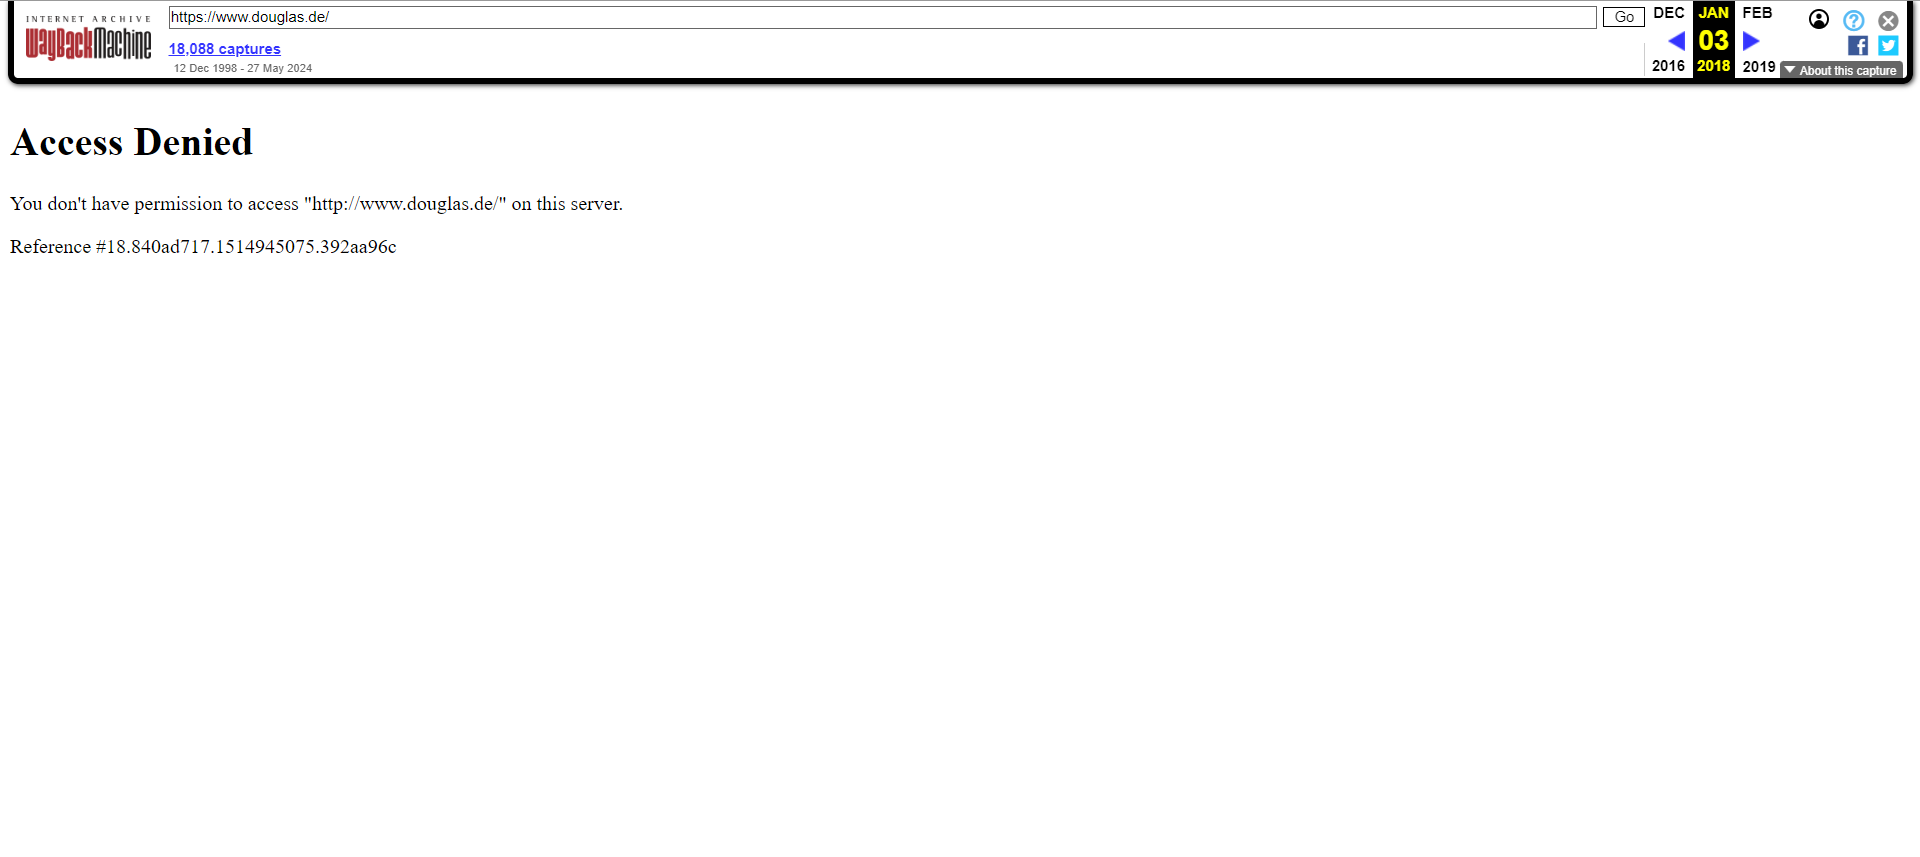 INTERNET ARCHIVE
WayBackMachine
https://www.douglas.de/
Go
18,088 captures
12 Dec 1998 - 27 May 2024
DEC JAN FEB
03
2016 2018 2019
?
f
About this capture
Access Denied
You don't have permission to access "http://www.douglas.de/" on this server.
Reference #18.840ad717.1514945075.392aa96c